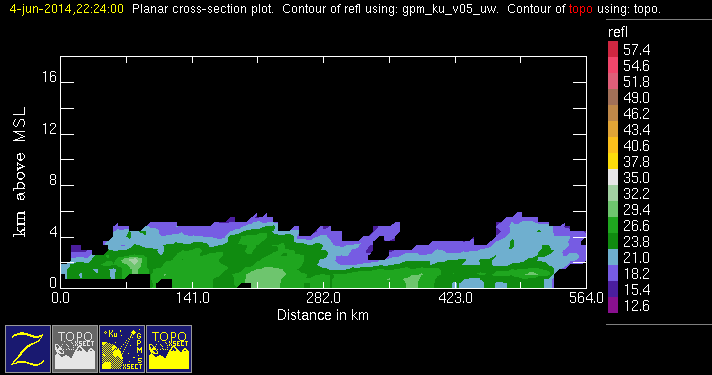 4-jun-2014,22:24:00 Planar cross-section plot. Contour of refl using: gpm_ku_v05_uw. Contour of topo using: topo.
refl
57.4
54.6
51.8
49.0
46.2
43.4
40.6
37.8
35.0
32.2
29.4
26.6
23.8
21.0
18.2
15.4
12.6
km above MSL
16
12
8
4
0
0.0 141.0 282.0 423.0 564.0
Distance in km
Z
TOPO XSECT
"Ku" GPM XSECT
TOPO XSECT